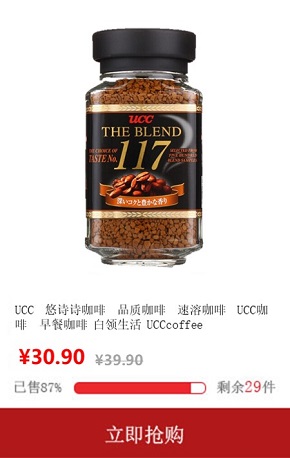 ucc
THE BLEND
117
THE CHOICE OF
TASTE No.
深いコクと豊かな香り
UCC 悠诗诗咖啡 品质咖啡 速溶咖啡 UCC咖
啡 早餐咖啡 白领生活 UCCcoffee
¥30.90 ¥39.90
已售87% 剩余29件
立即抢购